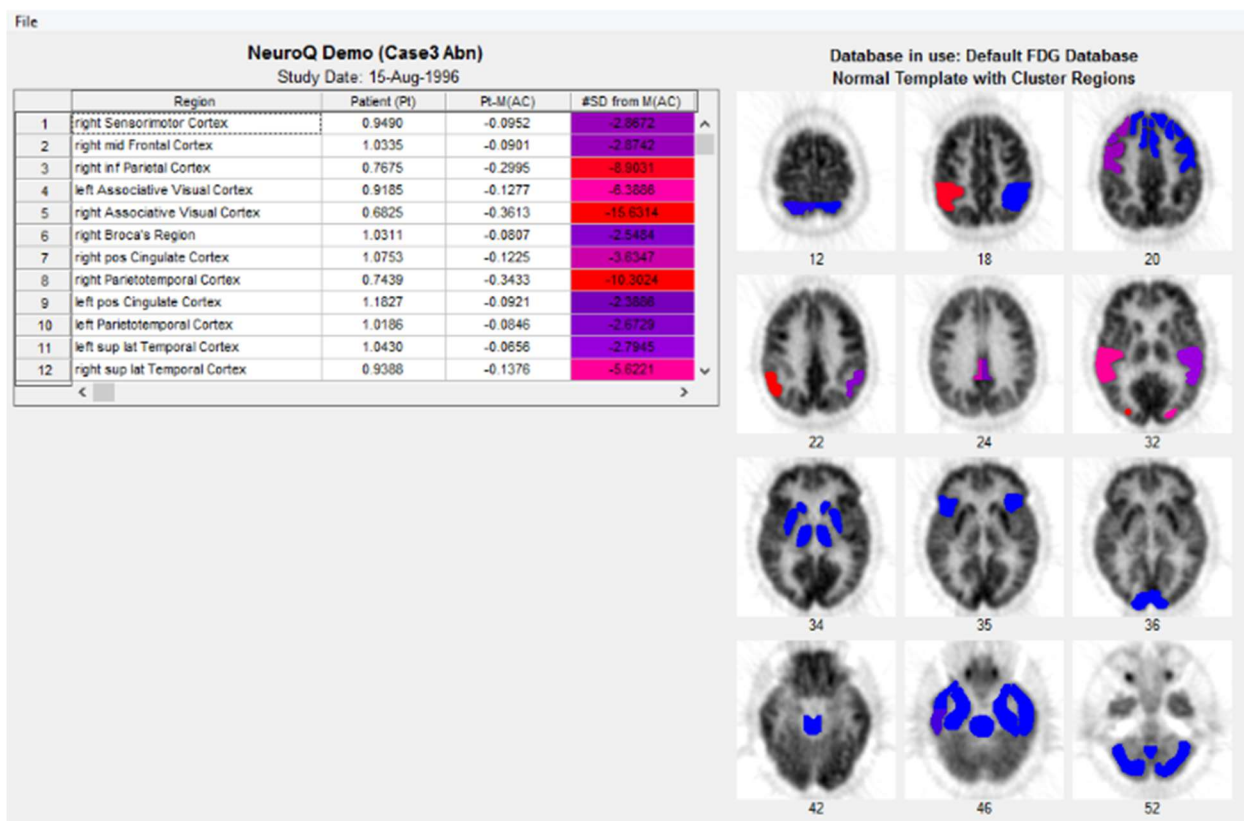 File
NeuroQ Demo (Case3 Abn)
Study Date: 15-Aug-1996
Region Patient (Pt) Pt-M(AC) #SD from M(AC)
1 right Sensorimotor Cortex 0.9490 -0.0952 -2.8672
2 right mid Frontal Cortex 1.0335 -0.0901 -2.8742
3 right inf Parietal Cortex 0.7675 -0.2995 -8.9031
4 left Associative Visual Cortex 0.9185 -0.1277 -6.3886
5 right Associative Visual Cortex 0.6825 -0.3613 -15.6314
6 right Broca's Region 1.0311 -0.0807 -2.5484
7 right pos Cingulate Cortex 1.0753 -0.1225 -3.6347
8 right Parietotemporal Cortex 0.7439 -0.3433 -10.3024
9 left pos Cingulate Cortex 1.1827 -0.0921 -2.3886
10 left Parietotemporal Cortex 1.0186 -0.0846 -2.6729
11 left sup lat Temporal Cortex 1.0430 -0.0656 -2.7945
12 right sup lat Temporal Cortex 0.9388 -0.1376 -5.6221
Database in use: Default FDG Database
Normal Template with Cluster Regions
12 18 20
22 24 32
34 35 36
42 46 52